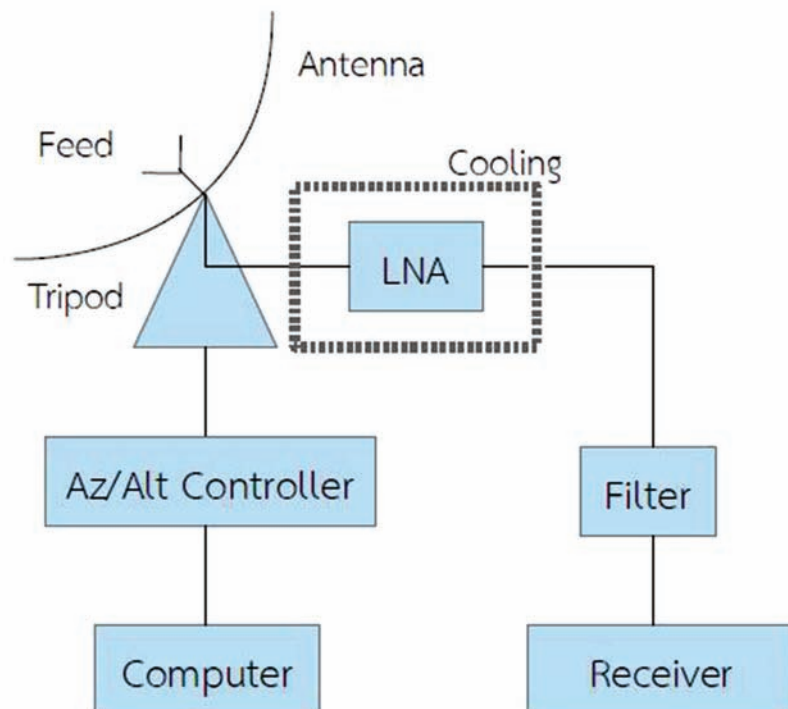 Antenna
Feed
Cooling
LNA
Tripod
Az/Alt Controller
Filter
Computer
Receiver